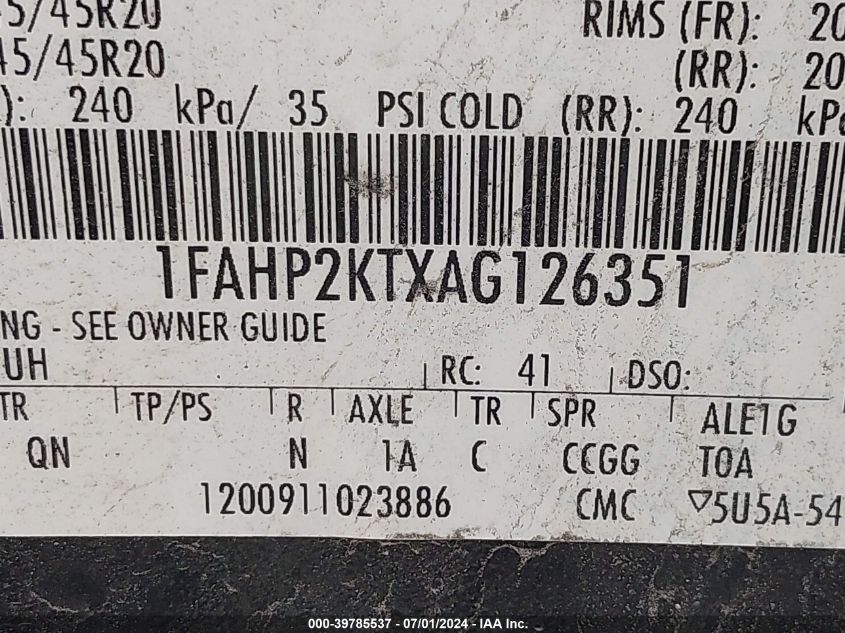 5/45R20 RIMS (FR): 20
45/45R20 (RR): 20
): 240 kPa/ 35 PSI COLD (RR): 240 kPa
1FAHP2KTXAG126351
NG - SEE OWNER GUIDE
UH RC: 41 DSO:
TR TP/PS R AXLE TR SPR ALE1G
QN N 1A C CCGG TOA
1200911023886 CMC ▽5U5A-54
000-39785537 - 07/01/2024 - IAA Inc.